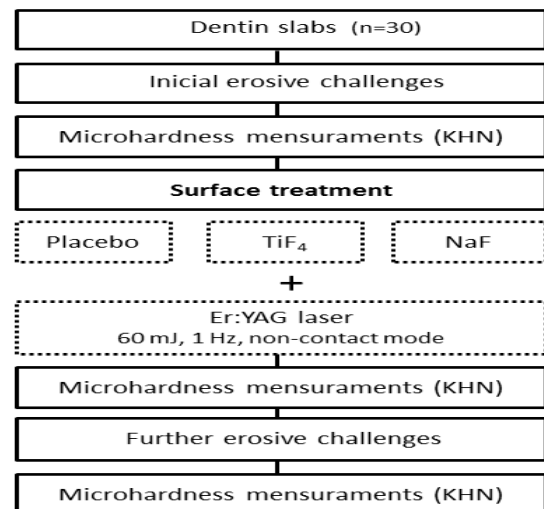 Dentin slabs (n=30)
Inicial erosive challenges
Microhardness mensuraments (KHN)
Surface treatment
Placebo
TiF₄
NaF
+
Er:YAG laser
60 mJ, 1 Hz, non-contact mode
Microhardness mensuraments (KHN)
Further erosive challenges
Microhardness mensuraments (KHN)